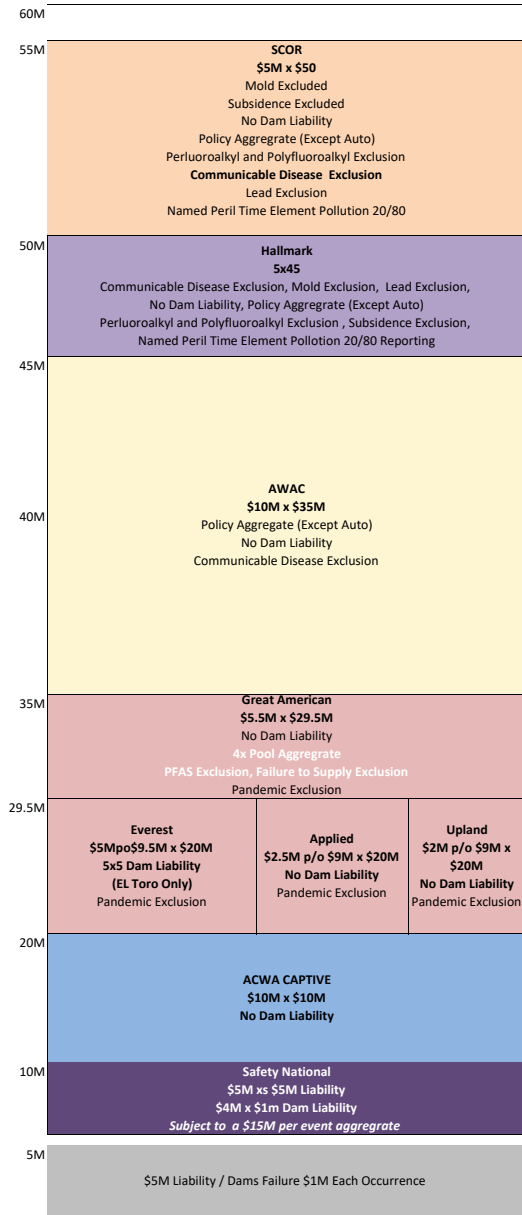 60M
55M
SCOR
$5M x $50
Mold Excluded
Subsidence Excluded
No Dam Liability
Policy Aggregrate (Except Auto)
Perluoroalkyl and Polyfluoroalkyl Exclusion
Communicable Disease  Exclusion
Lead Exclusion
Named Peril Time Element Pollution 20/80
50M
Hallmark
5x45
Communicable Disease Exclusion, Mold Exclusion,  Lead Exclusion,
No Dam Liability, Policy Aggregrate (Except Auto)
Perluoroalkyl and Polyfluoroalkyl Exclusion , Subsidence Exclusion,
Named Peril Time Element Pollotion 20/80 Reporting
45M
AWAC
$10M x $35M
40M
Policy Aggregate (Except Auto)
No Dam Liability
Communicable Disease Exclusion
35M
Great American
$5.5M x $29.5M
No Dam Liability
4x Pool Aggregrate
PFAS Exclusion, Failure to Supply Exclusion
Pandemic Exclusion
29.5M
Everest
$5Mpo$9.5M x $20M
5x5 Dam Liability
(EL Toro Only)
Pandemic Exclusion
Applied
$2.5M p/o $9M x $20M
No Dam Liability
Pandemic Exclusion
Upland
$2M p/o $9M x
$20M
No Dam Liability
Pandemic Exclusion
20M
ACWA CAPTIVE
$10M x $10M
No Dam Liability
10M
Safety National
$5M xs $5M Liability
$4M x $1m Dam Liability
Subject to  a $15M per event aggregrate
5M
$5M Liability / Dams Failure $1M Each Occurrence